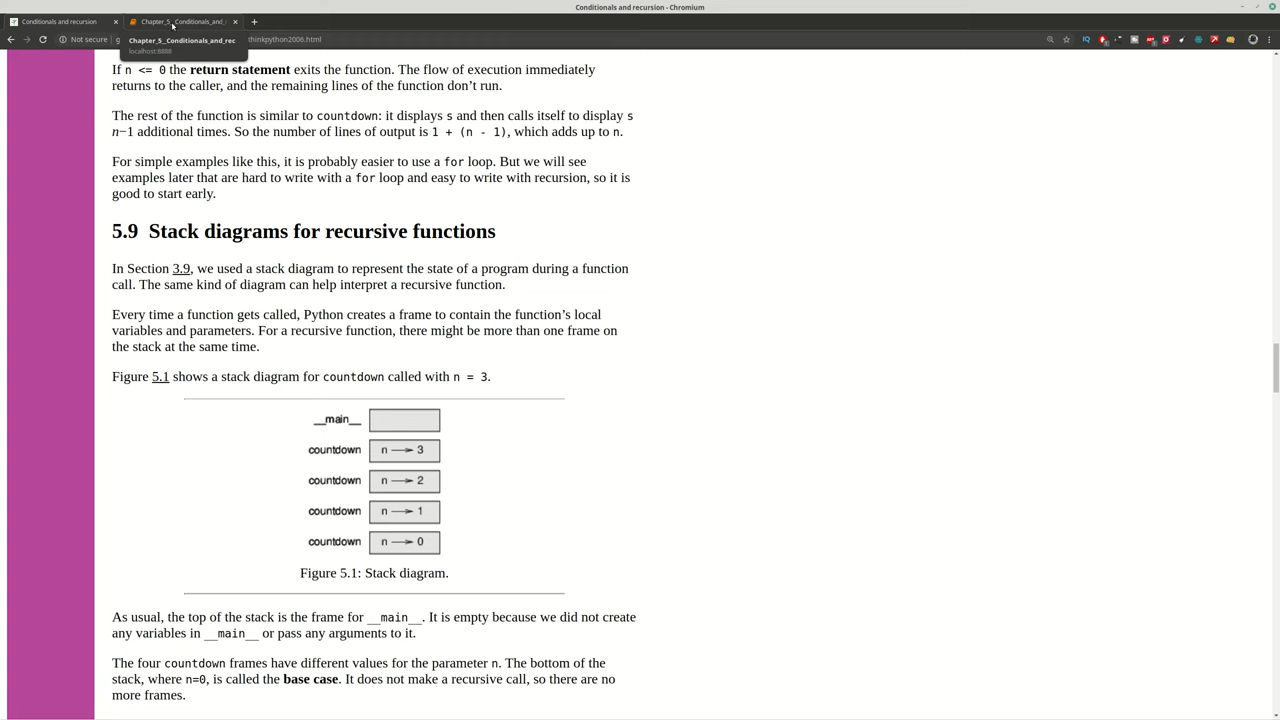 Conditionals and recursion - Chromium
Conditionals and recursion
Chapter_5_ Conditionals_and_
Not secure
thinkpython2006.html
Chapter_5_ Conditionals_and_rec
localhost:8888
If n <= 0 the return statement exits the function. The flow of execution immediately
returns to the caller, and the remaining lines of the function don’t run.
The rest of the function is similar to countdown: it displays s and then calls itself to display s
n−1 additional times. So the number of lines of output is 1 + (n - 1), which adds up to n.
For simple examples like this, it is probably easier to use a for loop. But we will see
examples later that are hard to write with a for loop and easy to write with recursion, so it is
good to start early.
5.9 Stack diagrams for recursive functions
In Section 3.9, we used a stack diagram to represent the state of a program during a function
call. The same kind of diagram can help interpret a recursive function.
Every time a function gets called, Python creates a frame to contain the function’s local
variables and parameters. For a recursive function, there might be more than one frame on
the stack at the same time.
Figure 5.1 shows a stack diagram for countdown called with n = 3.
__main__
countdown n → 3
countdown n → 2
countdown n → 1
countdown n → 0
Figure 5.1: Stack diagram.
As usual, the top of the stack is the frame for __main__. It is empty because we did not create
any variables in __main__ or pass any arguments to it.
The four countdown frames have different values for the parameter n. The bottom of the
stack, where n=0, is called the base case. It does not make a recursive call, so there are no
more frames.